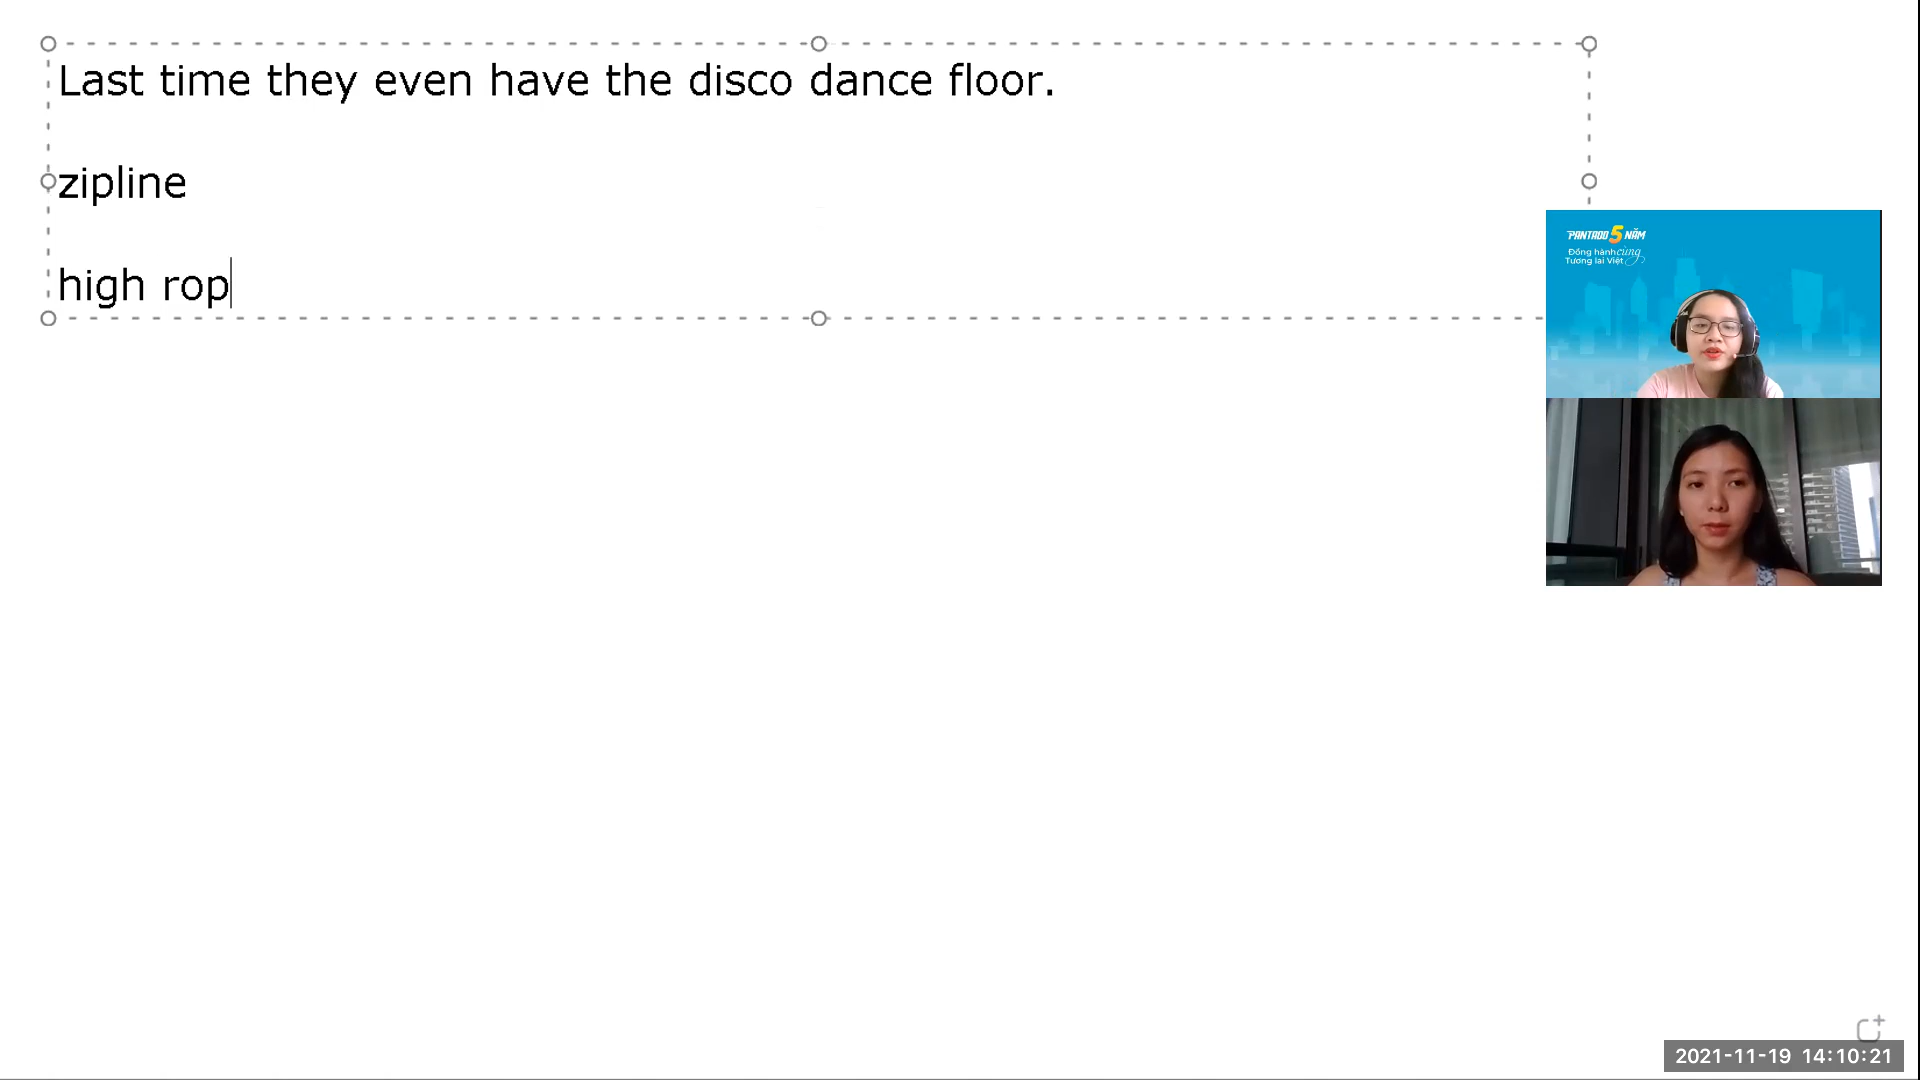 Last time they even have the disco dance floor.
zipline
high rop
PANTADO 5 NĂM
Đồng hành cùng
Tương lai Việt
2021-11-19 14:10:21